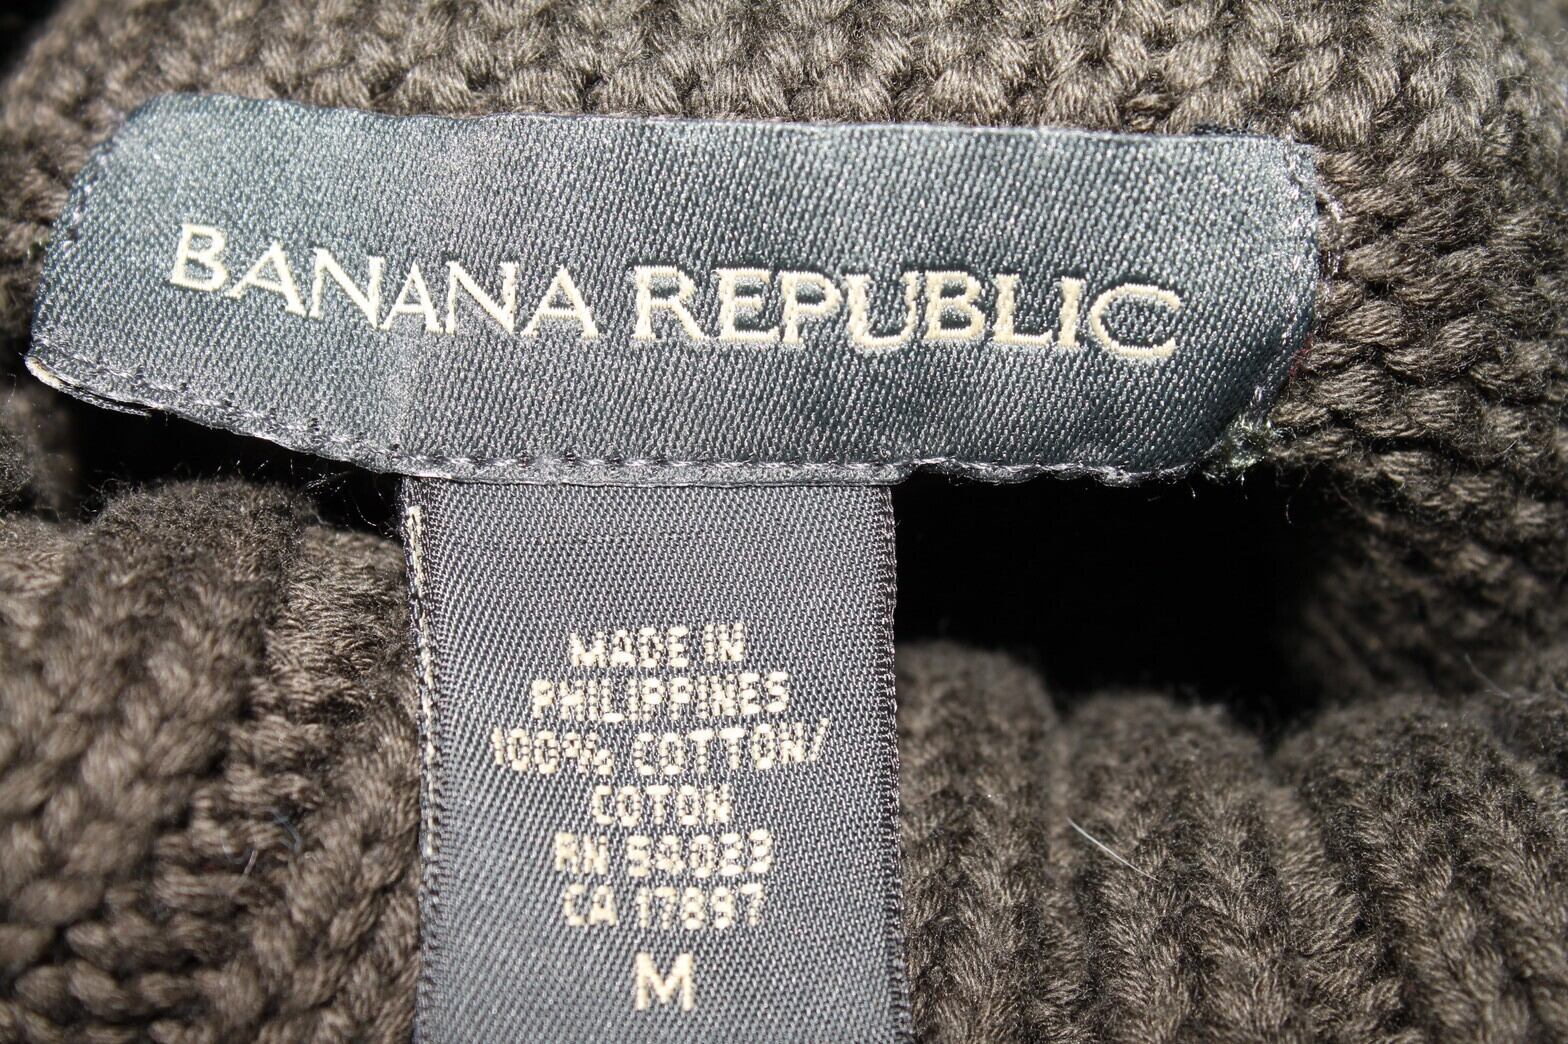 BANANA REPUBLIC
MADE IN
PHILIPPINES
100% COTTON/
COTON
RN 54023
CA 17897
M